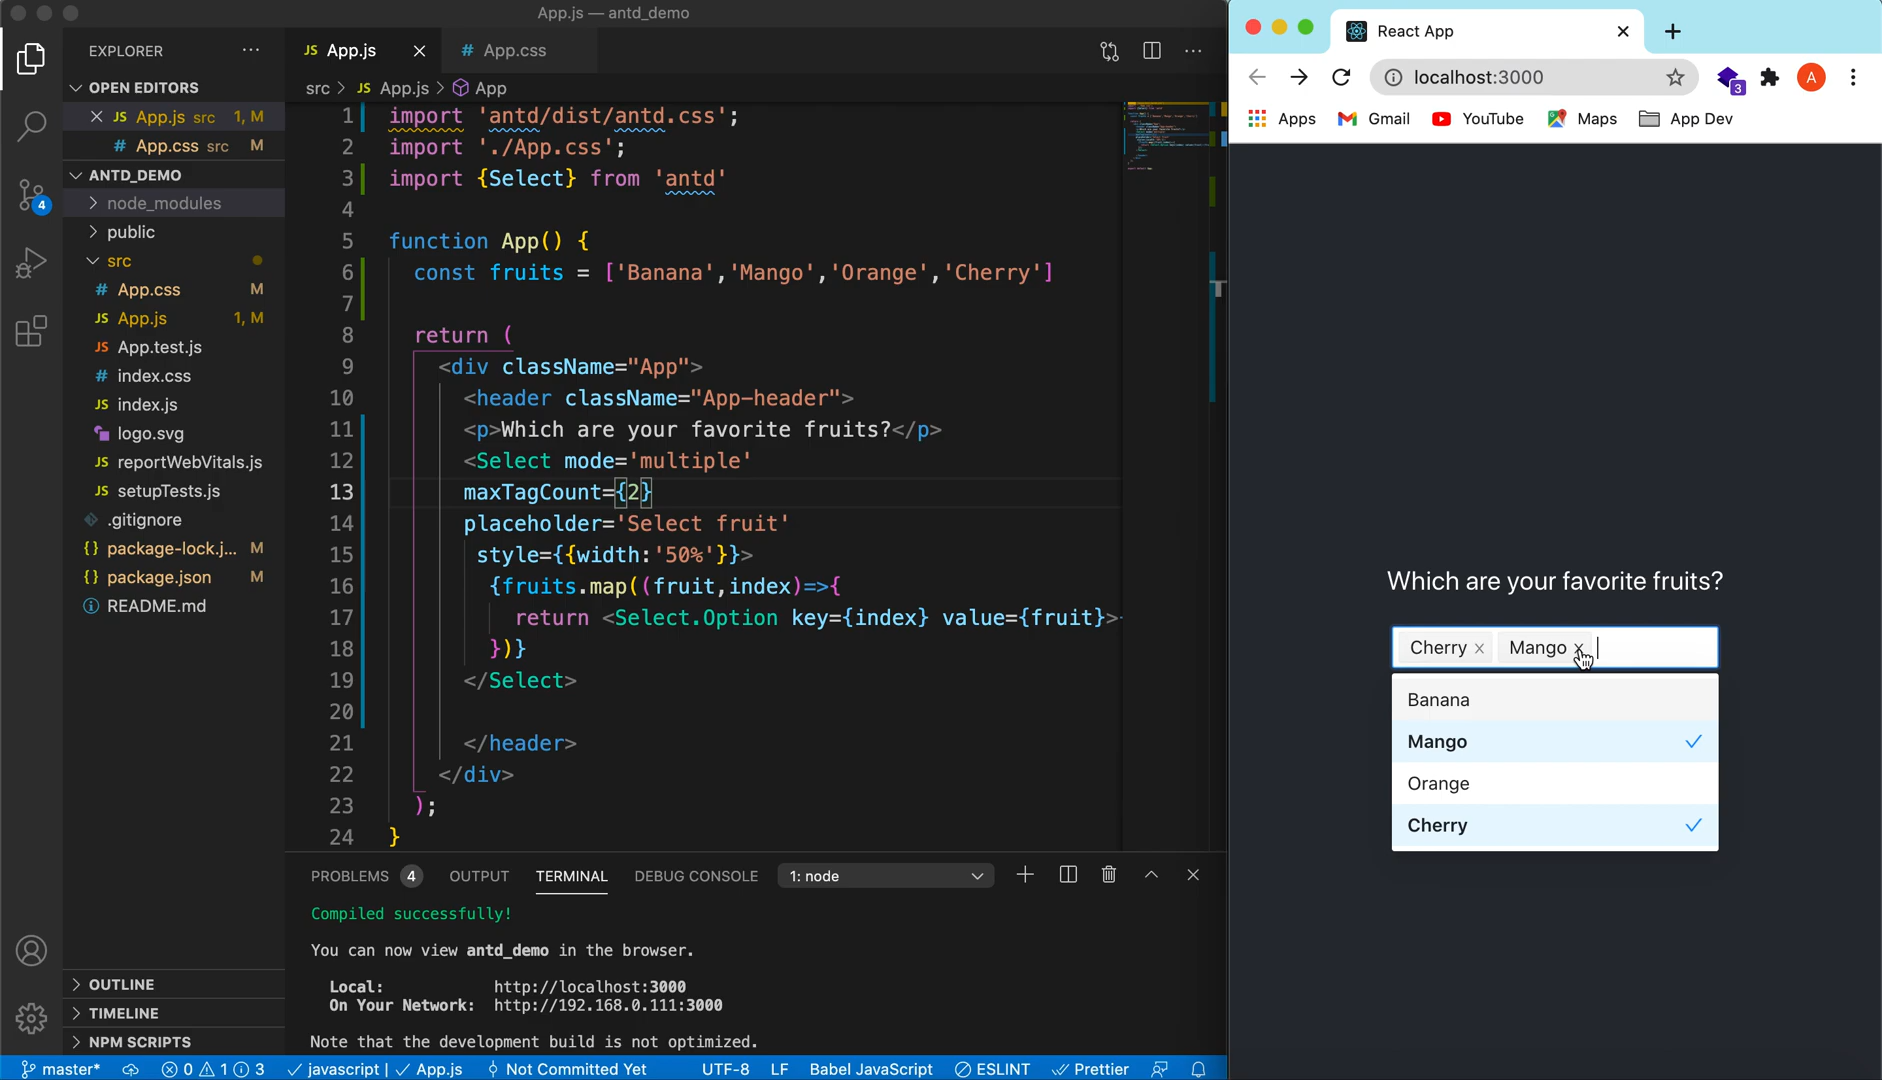 App.js — antd_demo
EXPLORER
OPEN EDITORS
JS App.js src 1, M
# App.css src M
ANTD_DEMO
node_modules
public
src
# App.css M
JS App.js 1, M
JS App.test.js
# index.css
JS index.js
logo.svg
JS reportWebVitals.js
JS setupTests.js
.gitignore
{} package-lock.j... M
{} package.json M
README.md
OUTLINE
TIMELINE
NPM SCRIPTS
4
JS App.js
# App.css
src > JS App.js > App
1 import 'antd/dist/antd.css';
2 import './App.css';
3 import {Select} from 'antd'
4
5 function App() {
6 const fruits = ['Banana','Mango','Orange','Cherry']
7
8 return (
9 <div className="App">
10 <header className="App-header">
11 <p>Which are your favorite fruits?</p>
12 <Select mode='multiple'
13 maxTagCount={2}
14 placeholder='Select fruit'
15 style={{width:'50%'}}>
16 {fruits.map((fruit,index)=>{
17 return <Select.Option key={index} value={fruit}>
18 })}
19 </Select>
20
21 </header>
22 </div>
23 );
24 }
PROBLEMS 4 OUTPUT TERMINAL DEBUG CONSOLE 1: node
Compiled successfully!
You can now view antd_demo in the browser.
Local: http://localhost:3000
On Your Network: http://192.168.0.111:3000
Note that the development build is not optimized.
master* 0 1 3 javascript | App.js Not Committed Yet UTF-8 LF Babel JavaScript ESLINT Prettier
React App
localhost:3000
3
A
Apps Gmail YouTube Maps App Dev
Which are your favorite fruits?
Cherry Mango
Banana
Mango
Orange
Cherry